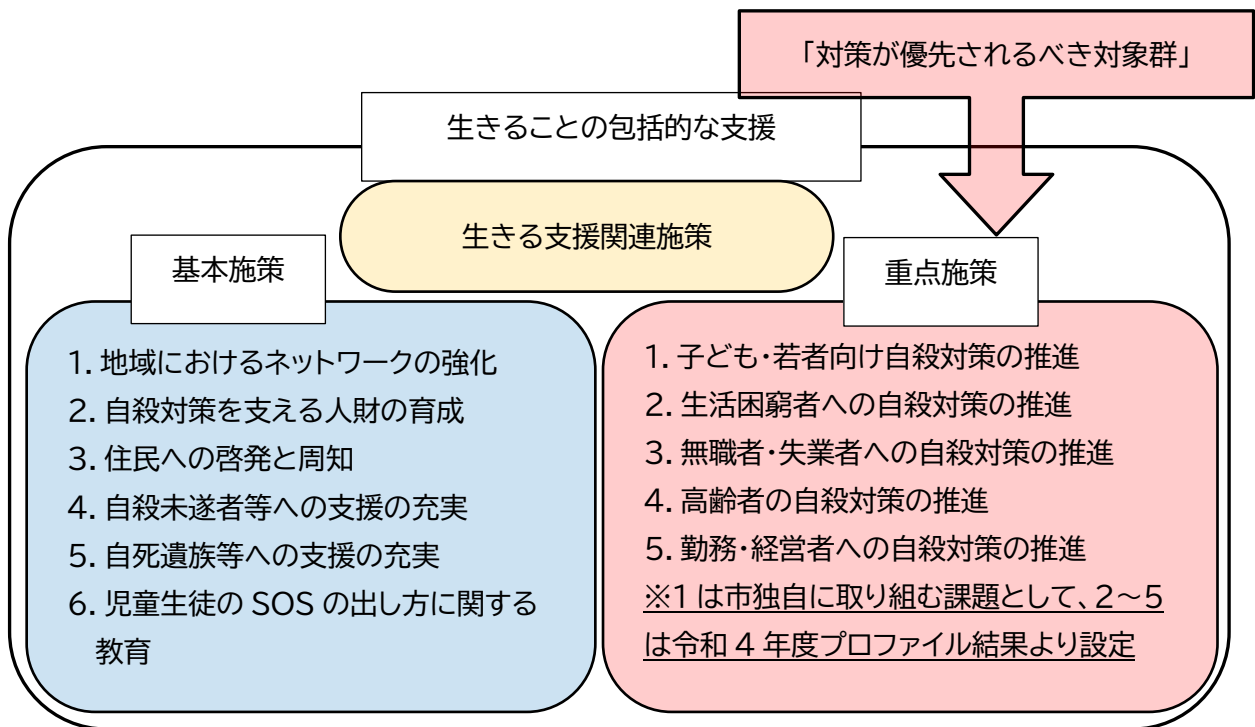 「対策が優先されるべき対象群」
生きることの包括的な支援
生きる支援関連施策
基本施策
1. 地域におけるネットワークの強化
2. 自殺対策を支える人財の育成
3. 住民への啓発と周知
4. 自殺未遂者等への支援の充実
5. 自死遺族等への支援の充実
6. 児童生徒の SOS の出し方に関する
教育
重点施策
1. 子ども・若者向け自殺対策の推進
2. 生活困窮者への自殺対策の推進
3. 無職者・失業者への自殺対策の推進
4. 高齢者の自殺対策の推進
5. 勤務・経営者への自殺対策の推進
※1 は市独自に取り組む課題として、2～5
は令和 4 年度プロファイル結果より設定